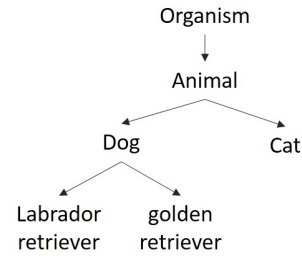 Organism
Animal
Dog
Cat
Labrador
retriever
golden
retriever